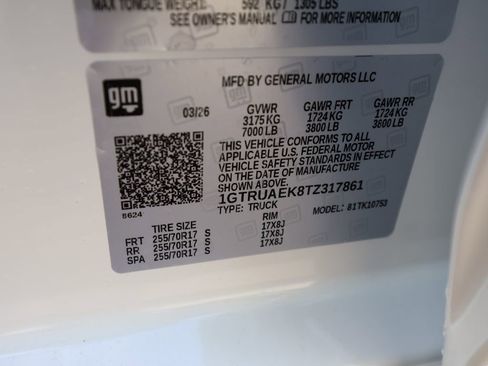 MAX TONGUE WEIGHT: 592 KG / 1305 LBS
SEE OWNER'S MANUAL FOR MORE INFORMATION
gm
MFD BY GENERAL MOTORS LLC
03/26 GVWR GAWR FRT GAWR RR
3175 KG 1724 KG 1724 KG
7000 LB 3800 LB 3800 LB
THIS VEHICLE CONFORMS TO ALL
APPLICABLE U.S. FEDERAL MOTOR
VEHICLE SAFETY STANDARDS IN
EFFECT ON THE DATE OF
MANUFACTURE SHOWN ABOVE.
1GTRUAEK8TZ317861
8624 TYPE: TRUCK MODEL: 81TK10753
TIRE SIZE RIM
FRT 255/70R17 S 17X8J
RR 255/70R17 S 17X8J
SPA 255/70R17 S 17X8J